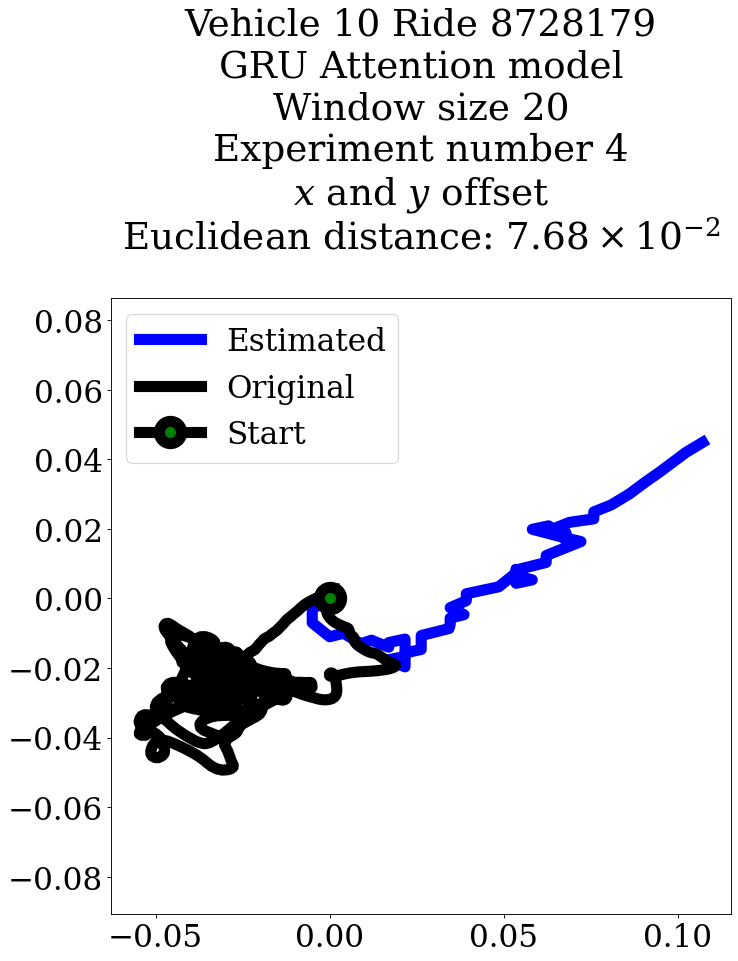 Vehicle 10 Ride 8728179
GRU Attention model
Window size 20
Experiment number 4
x and y offset
Euclidean distance: 7.68 × 10⁻²
Estimated
Original
Start
0.08
0.06
0.04
0.02
0.00
−0.02
−0.04
−0.06
−0.08
−0.05 0.00 0.05 0.10